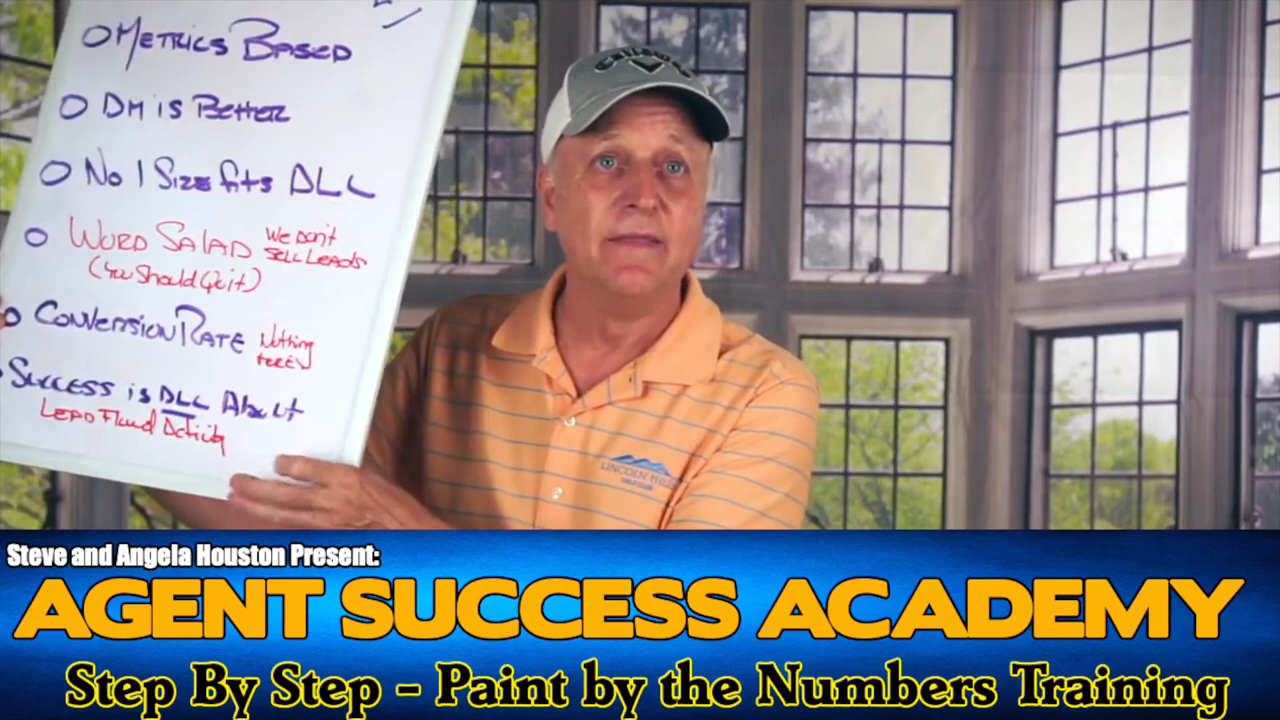 METRICS BASED
DM is Better
No 1 Size fits ALL
WORD SALAD We Don't
SELL LEADS
(You Should Quit)
CONVERSION RATE Nothing
Success is ALL About
LEAD Flow Activity
CALLAWAY
LINCOLN HILLS
Steve and Angela Houston Present:
AGENT SUCCESS ACADEMY
Step By Step - Paint by the Numbers Training